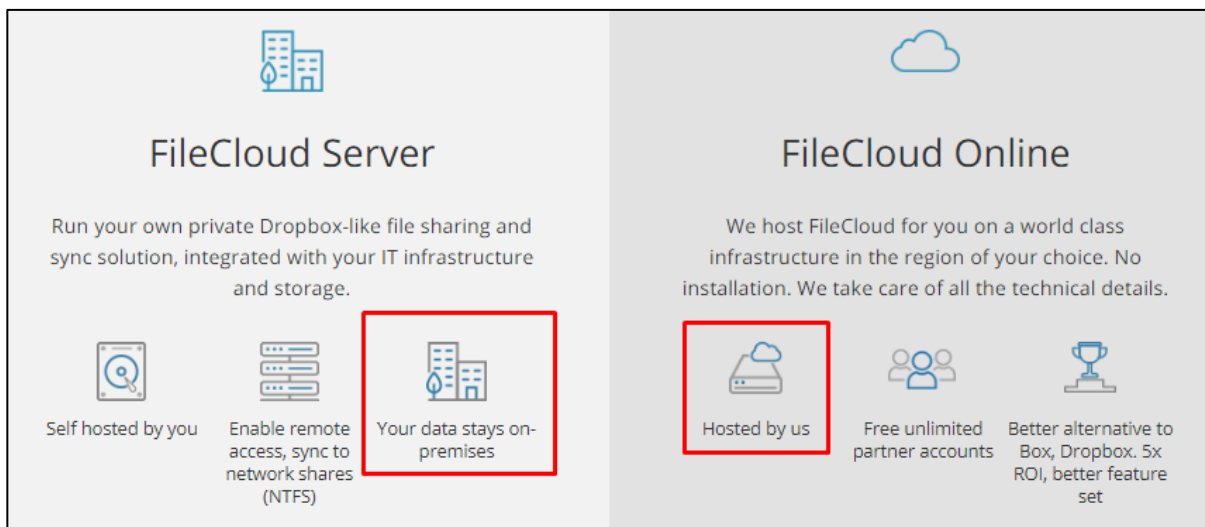 FileCloud Server
Run your own private Dropbox-like file sharing and
sync solution, integrated with your IT infrastructure
and storage.
Self hosted by you
Enable remote
access, sync to
network shares
(NTFS)
Your data stays on-
premises
FileCloud Online
We host FileCloud for you on a world class
infrastructure in the region of your choice. No
installation. We take care of all the technical details.
Hosted by us
Free unlimited
partner accounts
Better alternative to
Box, Dropbox. 5x
ROI, better feature
set